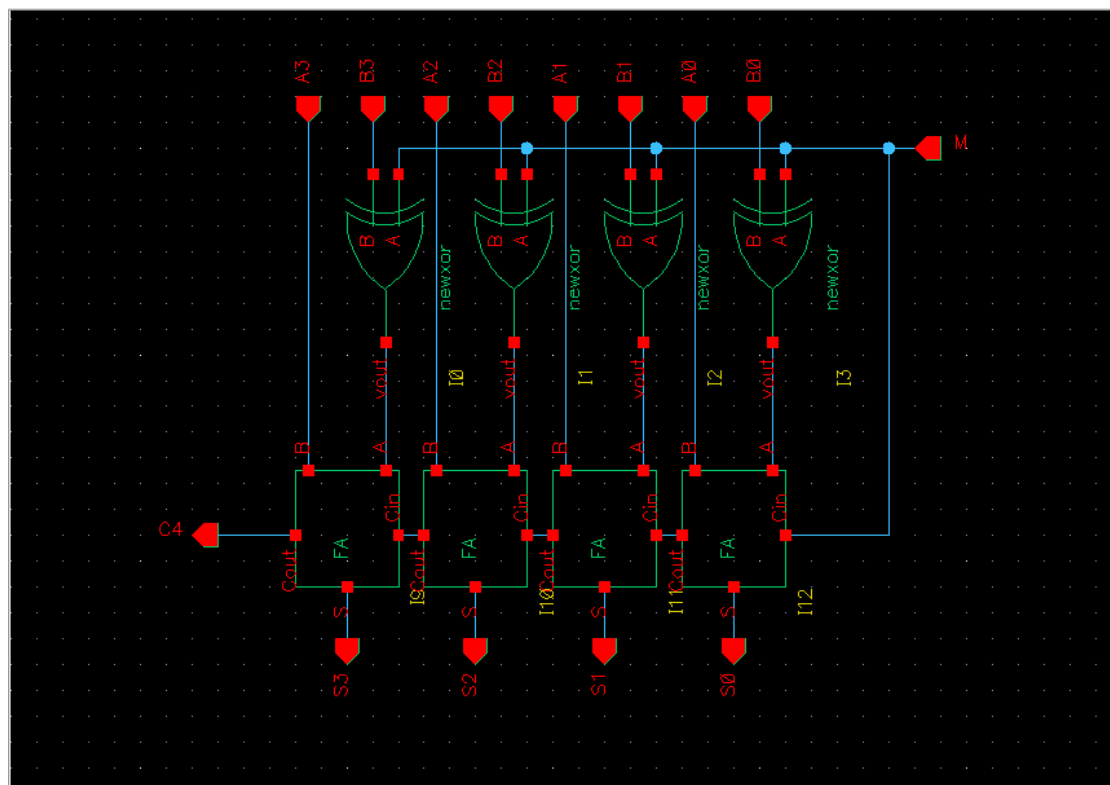 A3 B3 A2 B2 A1 B1 A0 B0
M
B A B A B A B A
newxor newxor newxor newxor
vout I0 vout I1 vout I2 vout I3
B A B A B A B A
Cin Cin Cin Cin
C4
FA FA FA FA
Cout Cout Cout Cout
I9 I10 I11 I12
S S S S
S3 S2 S1 S0